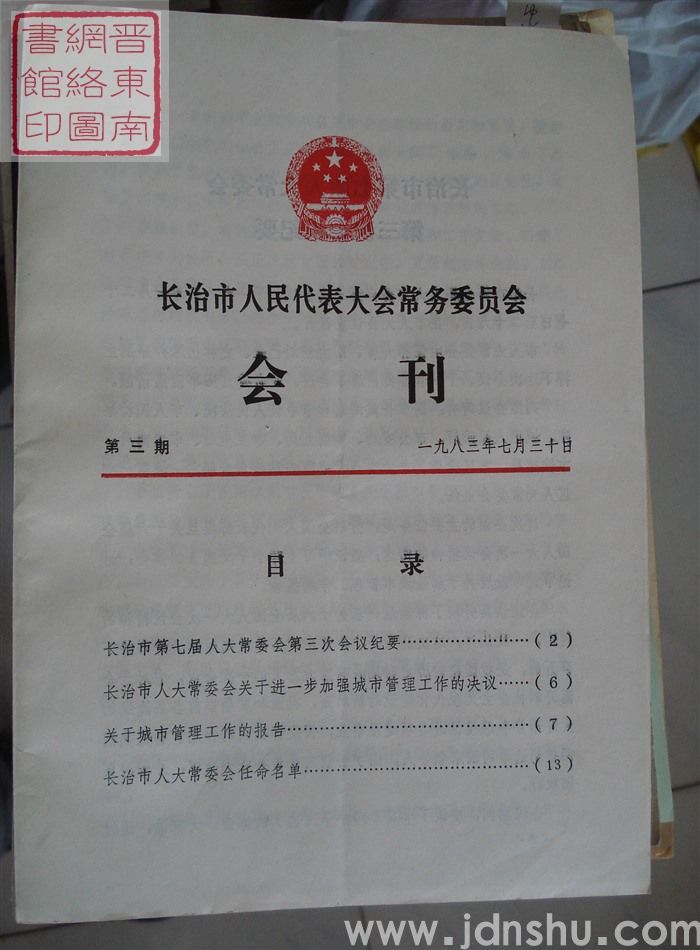 晋東南
網絡圖
書館印
长治市人民代表大会常务委员会
会刊
第三期 一九八三年七月三十日
目录
长治市第七届人大常委会第三次会议纪要……………………(2)
长治市人大常委会关于进一步加强城市管理工作的决议……(6)
关于城市管理工作的报告……………………………………(7)
长治市人大常委会任命名单…………………………………(13)
www.jdnshu.com